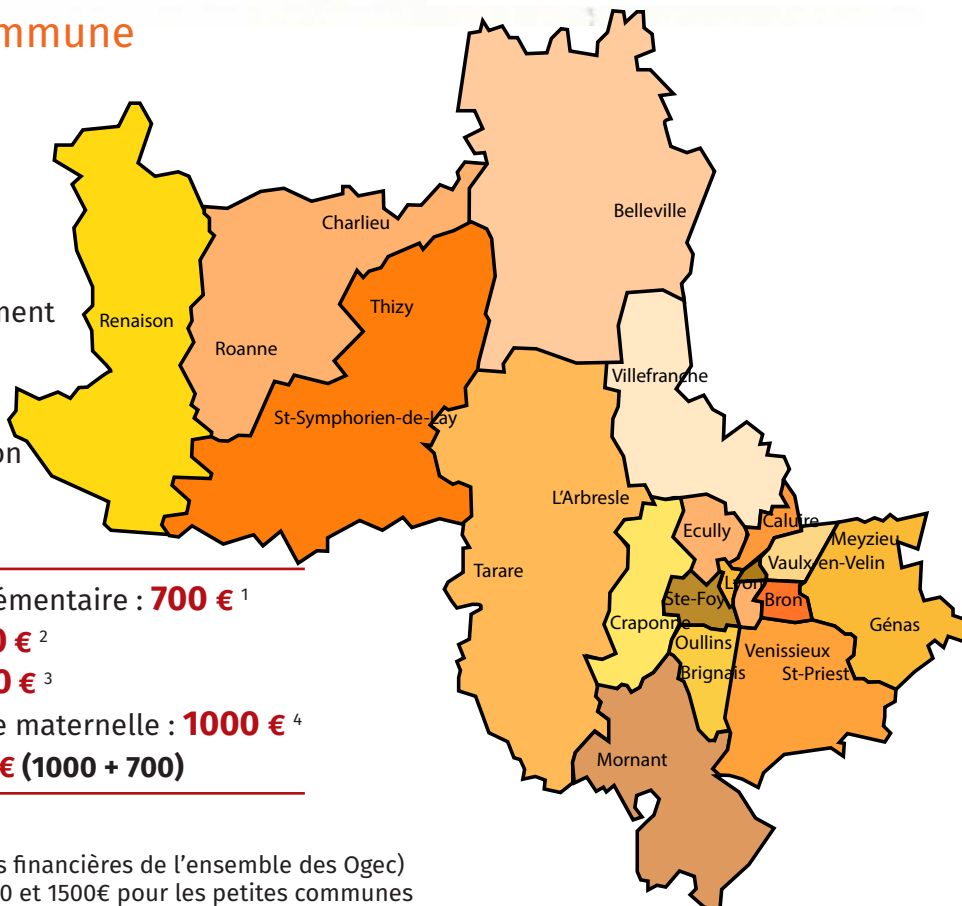 mmune
Belleville
Charlieu
Thizy
ment
Renaison
Roanne
Villefranche
St-Symphorien-de-Lay
on
L'Arbresle
Ecully
Caluire
Meyzieu
Vaulx-en-Velin
Tarare
Lyon
Ste-Foy
Bron
Craponne
Génas
Oullins
Venissieux
Brignais
St-Priest
Mornant
émentaire : 700 € 1
0 € 2
0 € 3
e maternelle : 1000 € 4
€ (1000 + 700)
s financières de l'ensemble des Ogec)
0 et 1500€ pour les petites communes